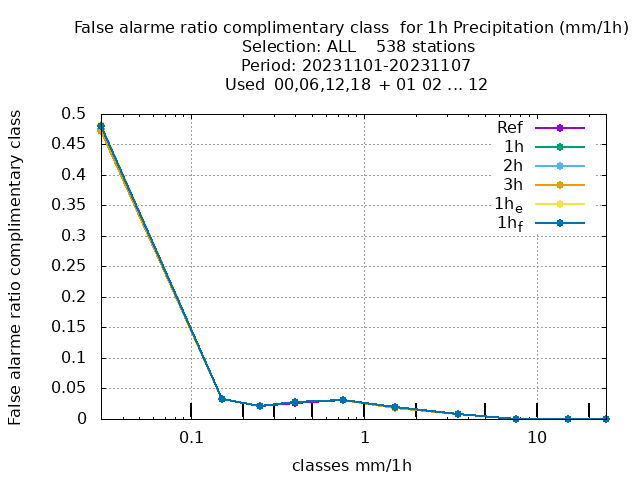 False alarme ratio complimentary class  for 1h Precipitation (mm/1h)
Selection: ALL    538 stations
Period: 20231101-20231107
Used  00,06,12,18  + 01 02 ... 12
False alarme ratio complimentary class
0.5
0.45
0.4
0.35
0.3
0.25
0.2
0.15
0.1
0.05
0
Ref
1h
2h
3h
1h_e
1h_f
0.1
1
10
classes mm/1h